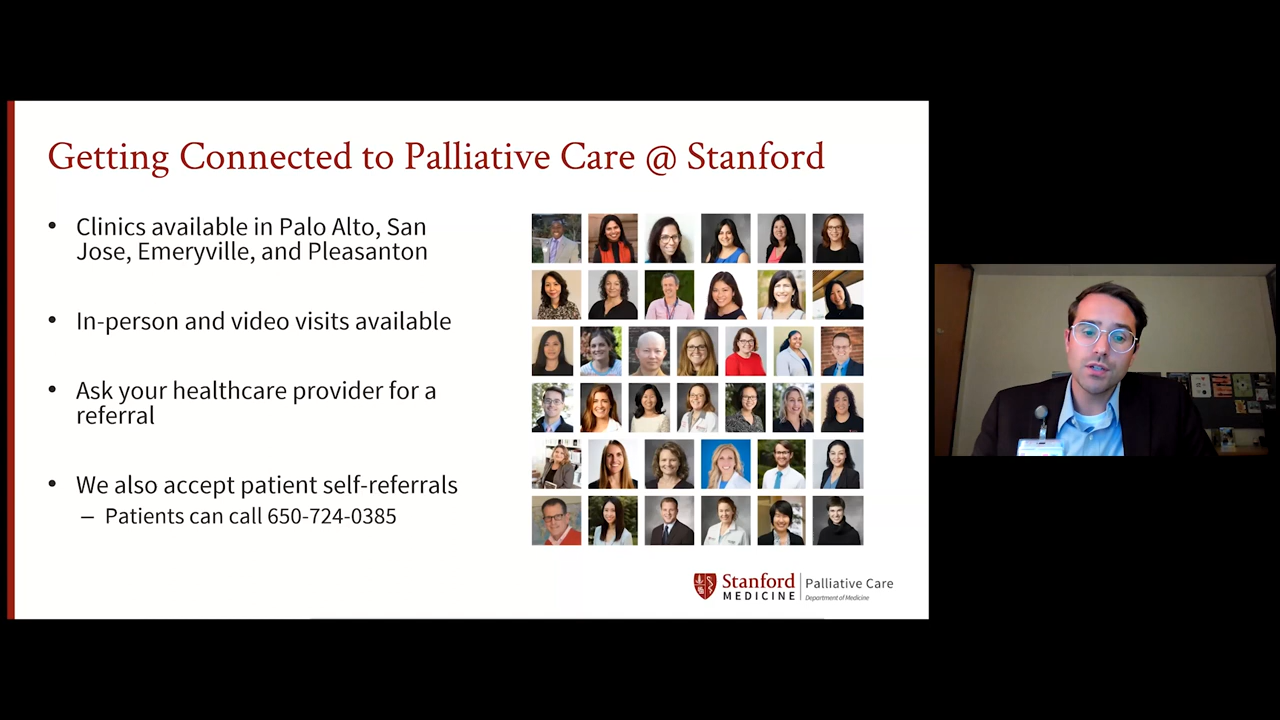 Getting Connected to Palliative Care @ Stanford
• Clinics available in Palo Alto, San
Jose, Emeryville, and Pleasanton
• In-person and video visits available
• Ask your healthcare provider for a
referral
• We also accept patient self-referrals
– Patients can call 650-724-0385
Stanford
MEDICINE
Palliative Care
Department of Medicine